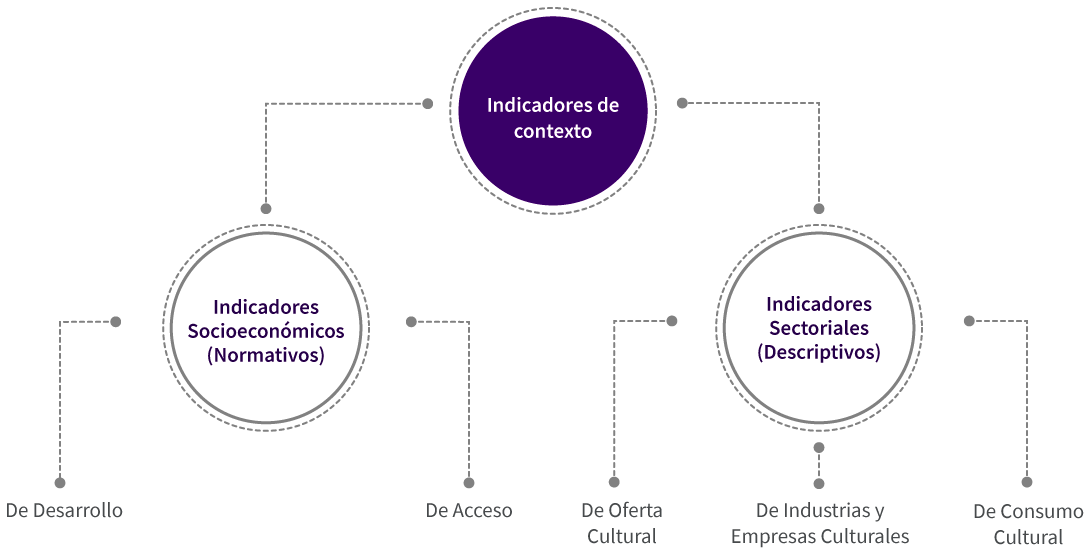 Indicadores de
contexto
Indicadores
Socioeconómicos
(Normativos)
Indicadores
Sectoriales
(Descriptivos)
De Desarrollo
De Acceso
De Oferta
Cultural
De Industrias y
Empresas Culturales
De Consumo
Cultural